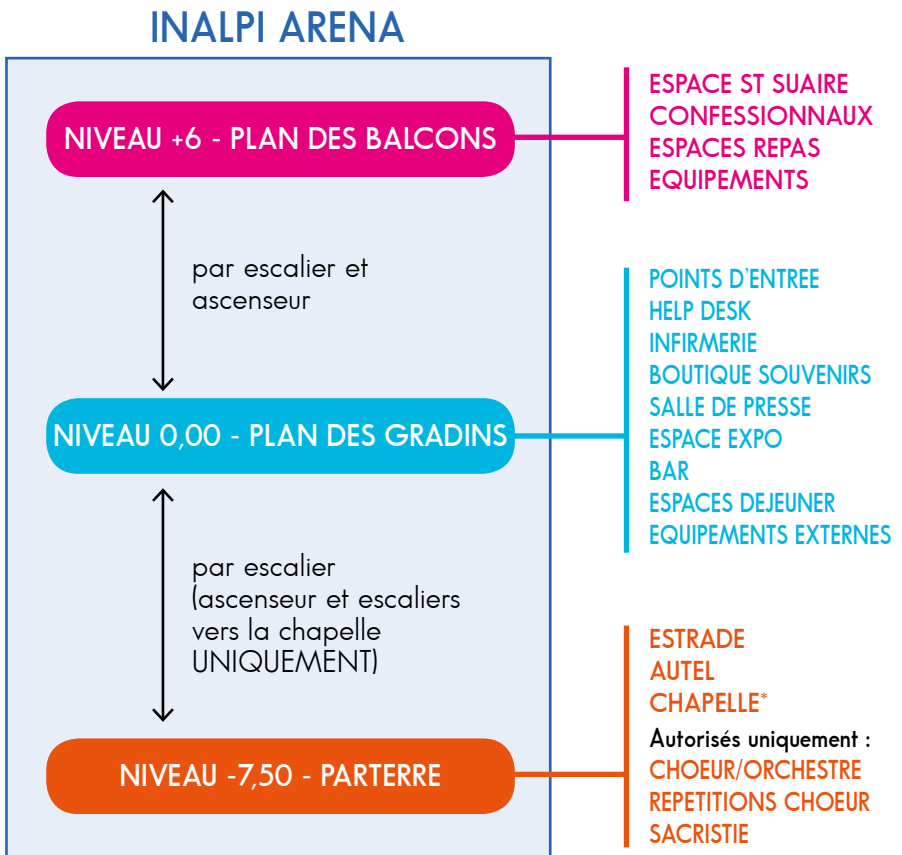 INALPI ARENA
NIVEAU +6 - PLAN DES BALCONS
ESPACE ST SUAIRE
CONFESSIONNAUX
ESPACES REPAS
EQUIPEMENTS
par escalier et
ascenseur
NIVEAU 0,00 - PLAN DES GRADINS
POINTS D'ENTREE
HELP DESK
INFIRMERIE
BOUTIQUE SOUVENIRS
SALLE DE PRESSE
ESPACE EXPO
BAR
ESPACES DEJEUNER
EQUIPEMENTS EXTERNES
par escalier
(ascenseur et escaliers
vers la chapelle
UNIQUEMENT)
NIVEAU -7,50 - PARTERRE
ESTRADE
AUTEL
CHAPELLE*
Autorisés uniquement :
CHOEUR/ORCHESTRE
REPETITIONS CHOEUR
SACRISTIE